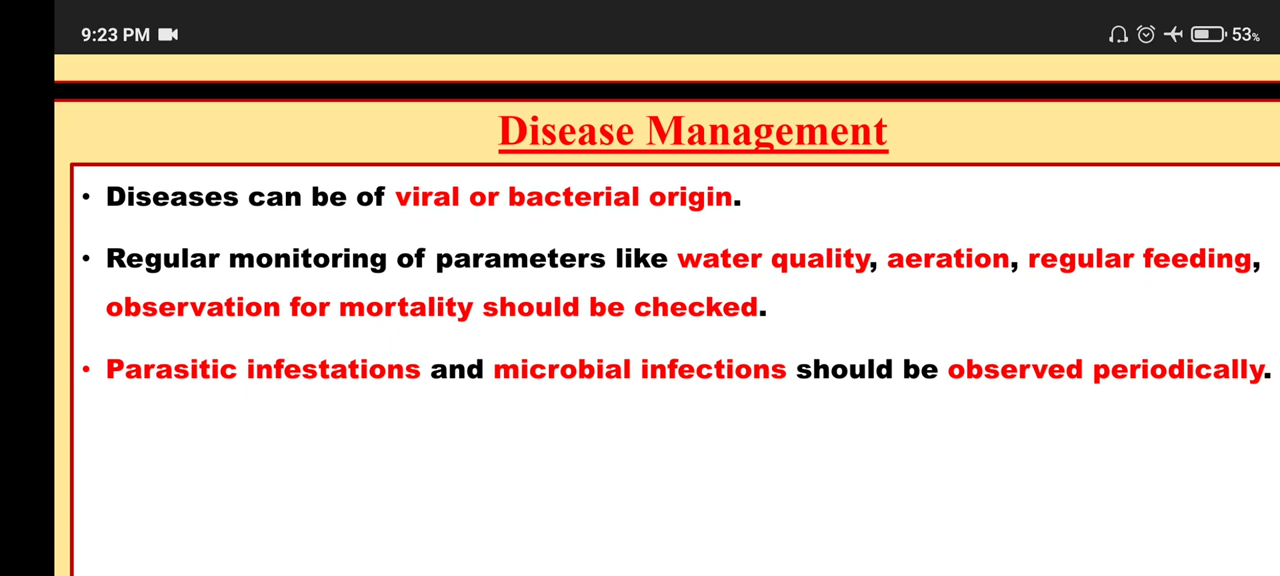 9:23 PM
53%
Disease Management
• Diseases can be of viral or bacterial origin.
• Regular monitoring of parameters like water quality, aeration, regular feeding,
observation for mortality should be checked.
• Parasitic infestations and microbial infections should be observed periodically.